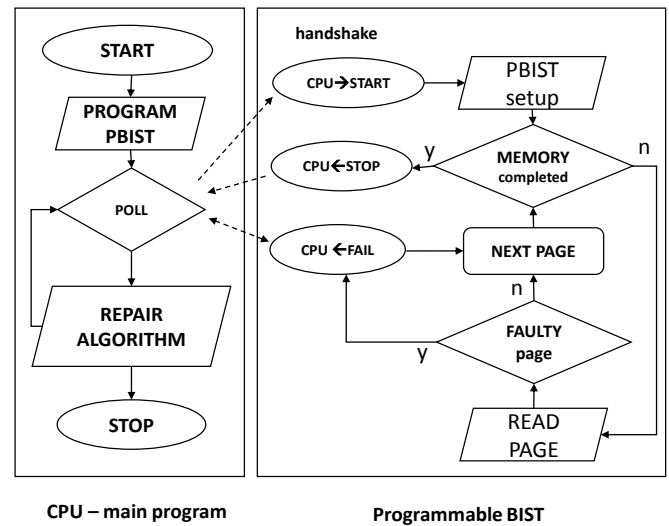 START
PROGRAM
PBIST
POLL
REPAIR
ALGORITHM
STOP
CPU – main program
handshake
CPU→START
PBIST
setup
CPU←STOP
y
MEMORY
completed
n
CPU ←FAIL
NEXT PAGE
n
FAULTY
page
y
READ
PAGE
Programmable BIST